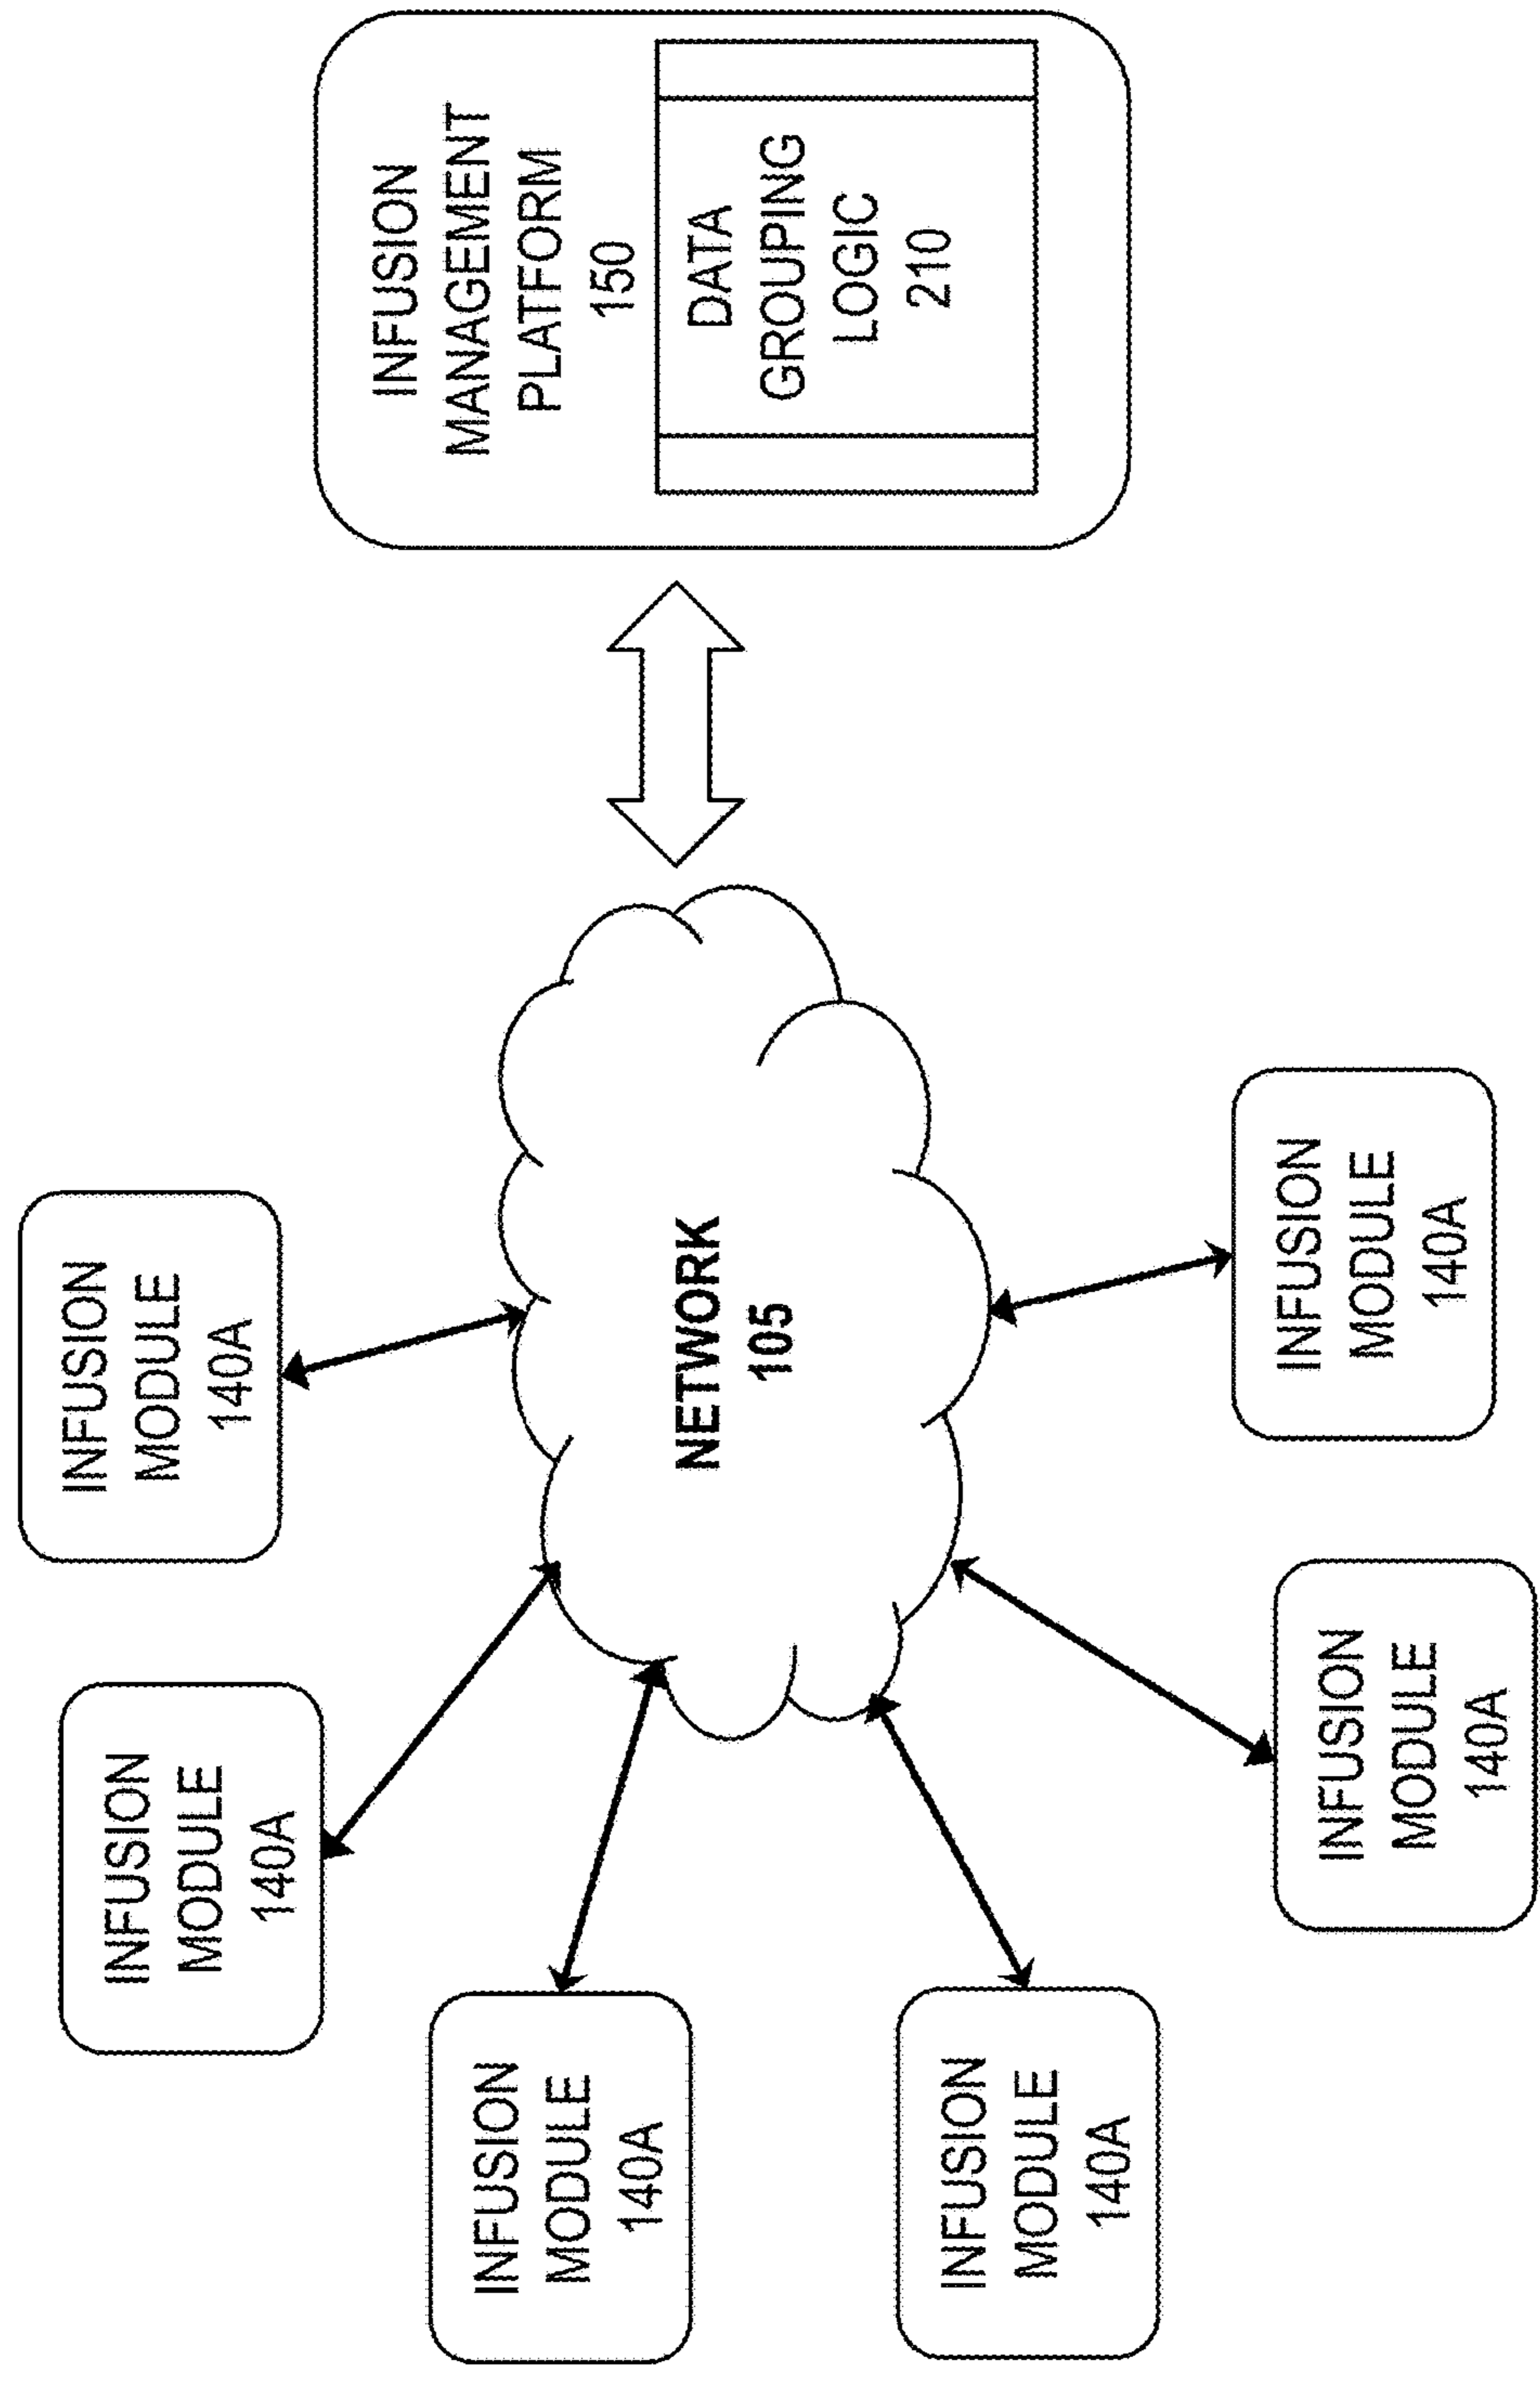 INFUSION
MODULE
140A
INFUSION
MODULE
140A
INFUSION
MODULE
140A
INFUSION
MODULE
140A
INFUSION
MODULE
140A
INFUSION
MODULE
140A
NETWORK
105
INFUSION
MANAGEMENT
PLATFORM
150
DATA
GROUPING
LOGIC
210